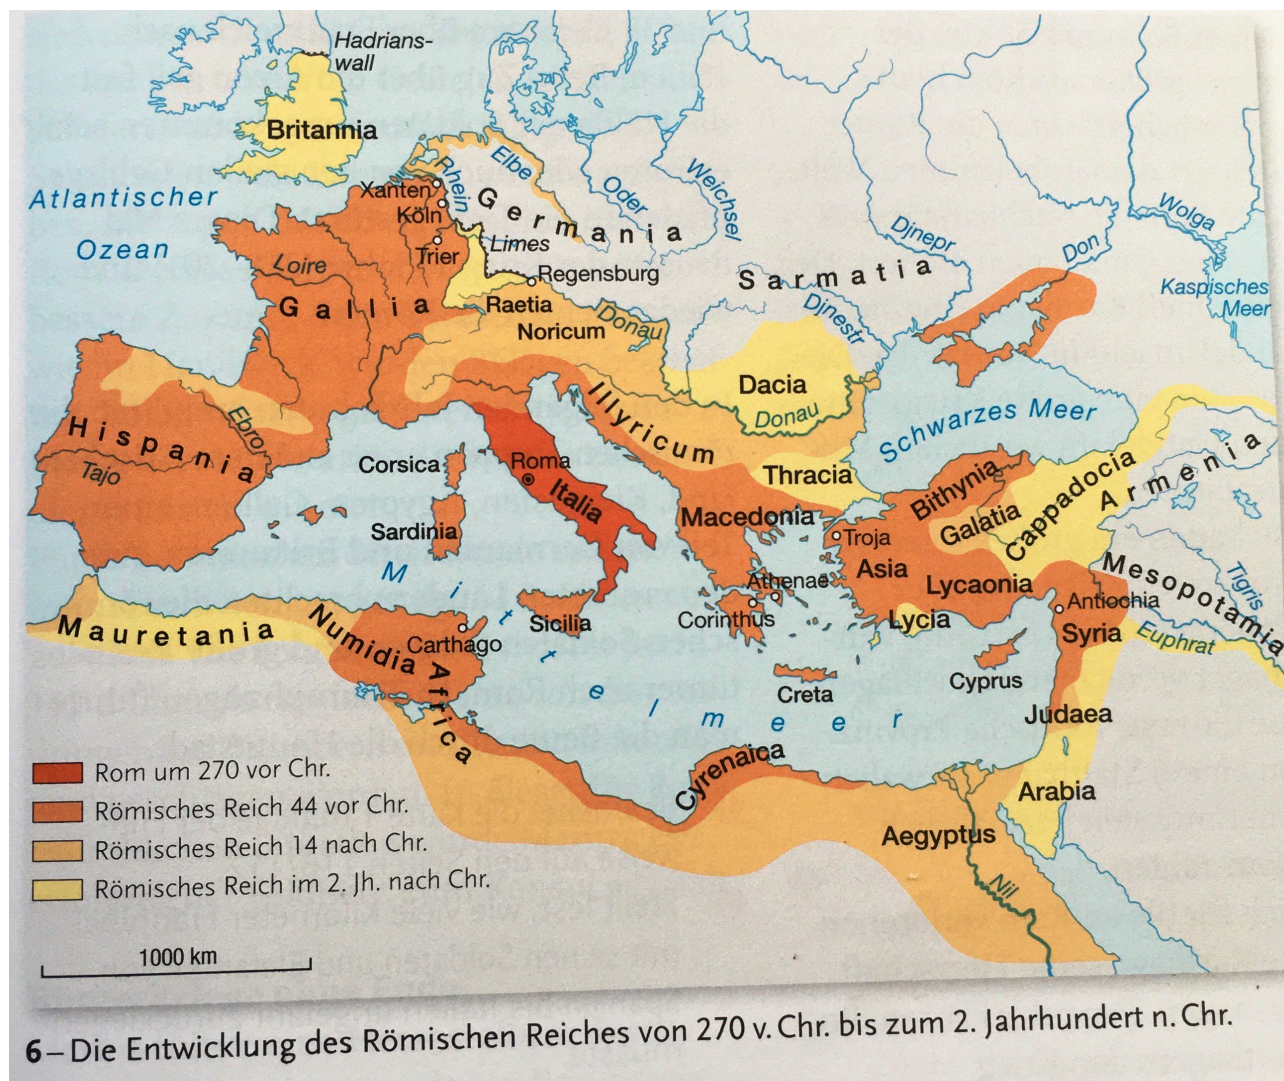 Hadrians-
wall
Britannia
Atlantischer
Ozean
Elbe
Rhein
Xanten
Köln
Germania
Oder
Weichsel
Wolga
Djnepr
Don
Limes
Trier
Loire
Regensburg
Sarmatia
Kaspisches
Meer
Gallia
Raetia
Noricum
Donau
Djnestr
Dacia
Donau
Illyricum
Schwarzes Meer
Ebro
Hispania
Tajo
Corsica
Roma
Italia
Thracia
Bithynia
Cappadocia
Armenia
Sardinia
Macedonia
Galatia
Troja
Asia
Lycaonia
Mesopotamia
Tigris
Athenae
Antiochia
Mauretania
Numidia
Carthago
Sizilia
Corinthus
Lycia
Syria
Euphrat
Africa
Mittelmeer
Creta
Cyprus
Judaea
Cyrenaica
Arabia
Aegyptus
Nil
Rom um 270 vor Chr.
Römisches Reich 44 vor Chr.
Römisches Reich 14 nach Chr.
Römisches Reich im 2. Jh. nach Chr.
1000 km
6 – Die Entwicklung des Römischen Reiches von 270 v. Chr. bis zum 2. Jahrhundert n. Chr.